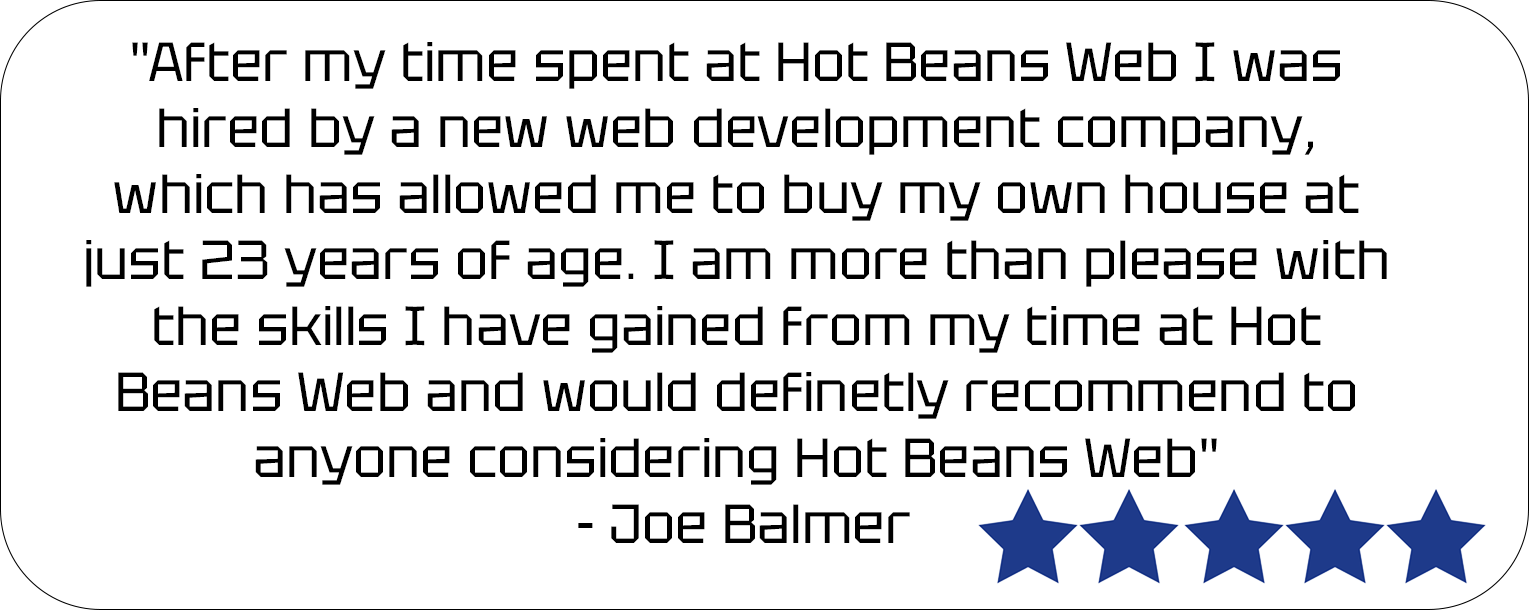 "After my time spent at Hot Beans Web I was
hired by a new web development company,
which has allowed me to buy my own house at
just 23 years of age. I am more than please with
the skills I have gained from my time at Hot
Beans Web and would definetly recommend to
anyone considering Hot Beans Web"
- Joe Balmer